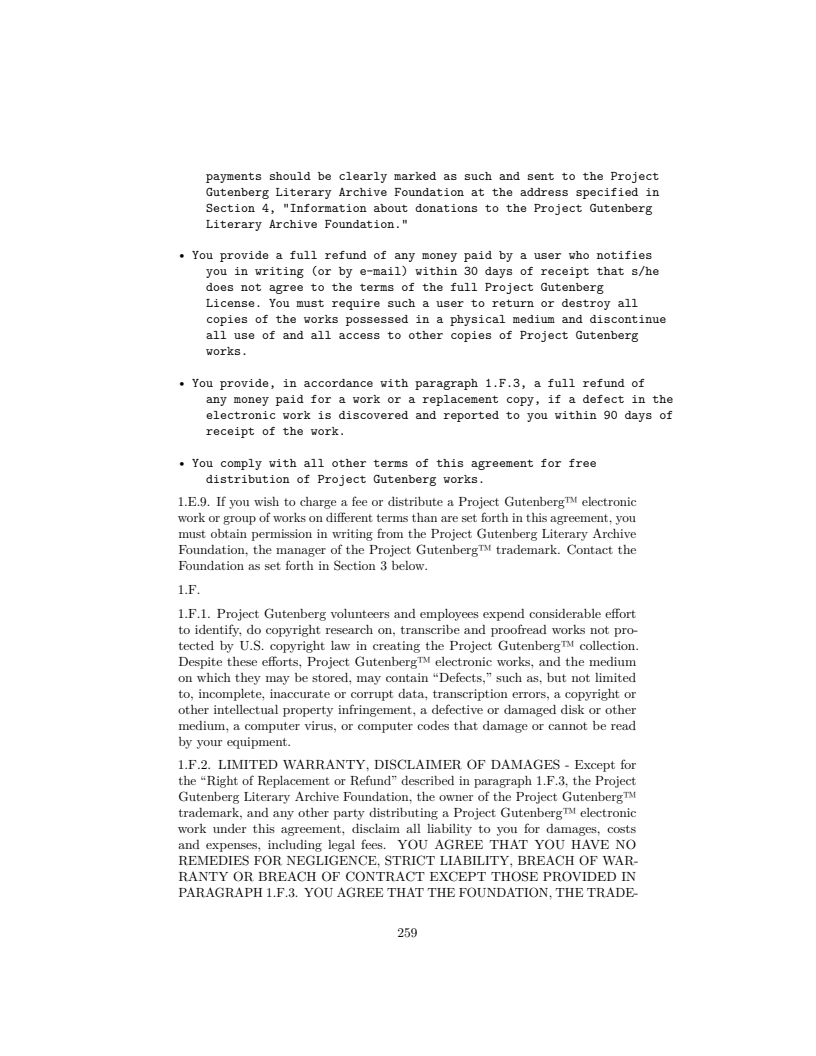 payments should be clearly marked as such and sent to the Project
Gutenberg Literary Archive Foundation at the address specified in
Section 4, "Information about donations to the Project Gutenberg
Literary Archive Foundation."
• You provide a full refund of any money paid by a user who notifies
you in writing (or by e-mail) within 30 days of receipt that s/he
does not agree to the terms of the full Project Gutenberg
License. You must require such a user to return or destroy all
copies of the works possessed in a physical medium and discontinue
all use of and all access to other copies of Project Gutenberg
works.
• You provide, in accordance with paragraph 1.F.3, a full refund of
any money paid for a work or a replacement copy, if a defect in the
electronic work is discovered and reported to you within 90 days of
receipt of the work.
• You comply with all other terms of this agreement for free
distribution of Project Gutenberg works.
1.E.9. If you wish to charge a fee or distribute a Project Gutenberg™ electronic
work or group of works on different terms than are set forth in this agreement, you
must obtain permission in writing from the Project Gutenberg Literary Archive
Foundation, the manager of the Project Gutenberg™ trademark. Contact the
Foundation as set forth in Section 3 below.
1.F.
1.F.1. Project Gutenberg volunteers and employees expend considerable effort
to identify, do copyright research on, transcribe and proofread works not pro-
tected by U.S. copyright law in creating the Project Gutenberg™ collection.
Despite these efforts, Project Gutenberg™ electronic works, and the medium
on which they may be stored, may contain “Defects,” such as, but not limited
to, incomplete, inaccurate or corrupt data, transcription errors, a copyright or
other intellectual property infringement, a defective or damaged disk or other
medium, a computer virus, or computer codes that damage or cannot be read
by your equipment.
1.F.2. LIMITED WARRANTY, DISCLAIMER OF DAMAGES - Except for
the “Right of Replacement or Refund” described in paragraph 1.F.3, the Project
Gutenberg Literary Archive Foundation, the owner of the Project Gutenberg™
trademark, and any other party distributing a Project Gutenberg™ electronic
work under this agreement, disclaim all liability to you for damages, costs
and expenses, including legal fees. YOU AGREE THAT YOU HAVE NO
REMEDIES FOR NEGLIGENCE, STRICT LIABILITY, BREACH OF WAR-
RANTY OR BREACH OF CONTRACT EXCEPT THOSE PROVIDED IN
PARAGRAPH 1.F.3. YOU AGREE THAT THE FOUNDATION, THE TRADE-
259